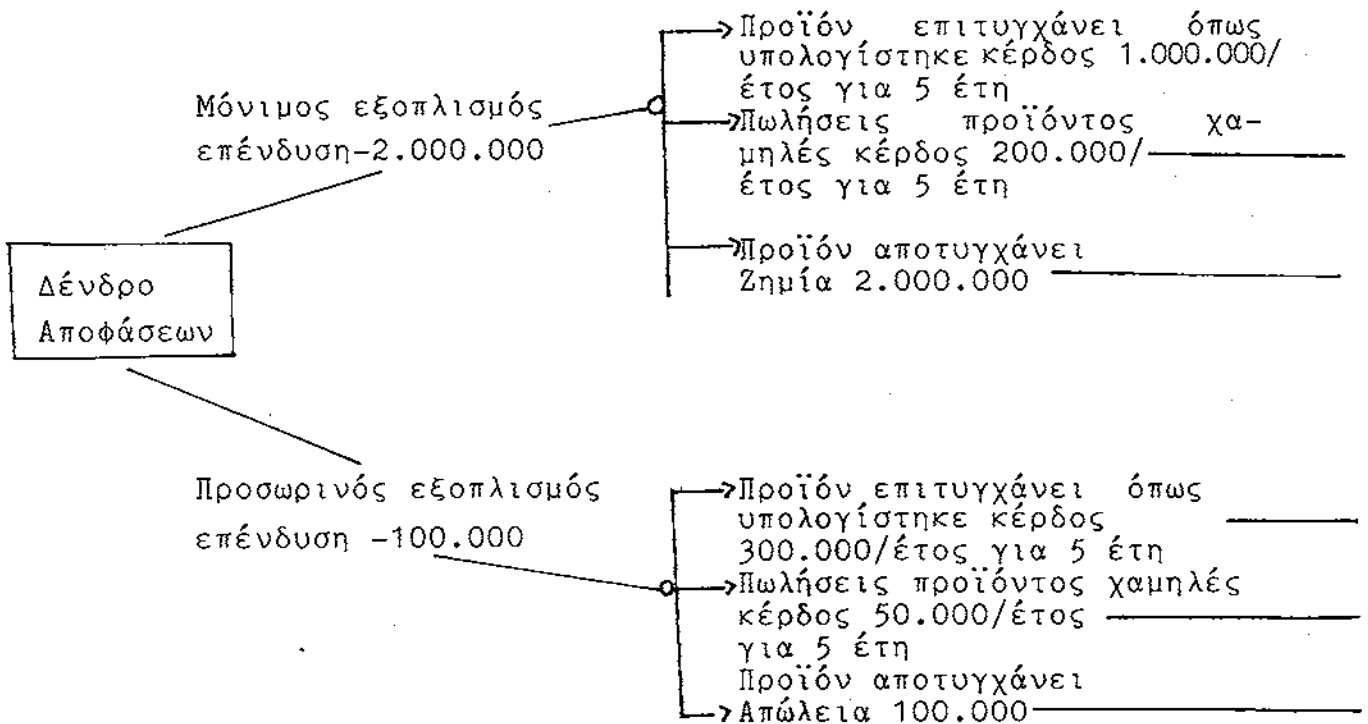 Προϊόν επιτυγχάνει όπως
υπολογίστηκε κέρδος 1.000.000/
έτος για 5 έτη
Μόνιμος εξοπλισμός
επένδυση-2.000.000
Πωλήσεις προϊόντος χα-
μηλές κέρδος 200.000/
έτος για 5 έτη
Προϊόν αποτυγχάνει
Ζημία 2.000.000
Δένδρο
Αποφάσεων
Προσωρινός εξοπλισμός
επένδυση -100.000
Προϊόν επιτυγχάνει όπως
υπολογίστηκε κέρδος
300.000/έτος για 5 έτη
Πωλήσεις προϊόντος χαμηλές
κέρδος 50.000/έτος
για 5 έτη
Προϊόν αποτυγχάνει
Απώλεια 100.000